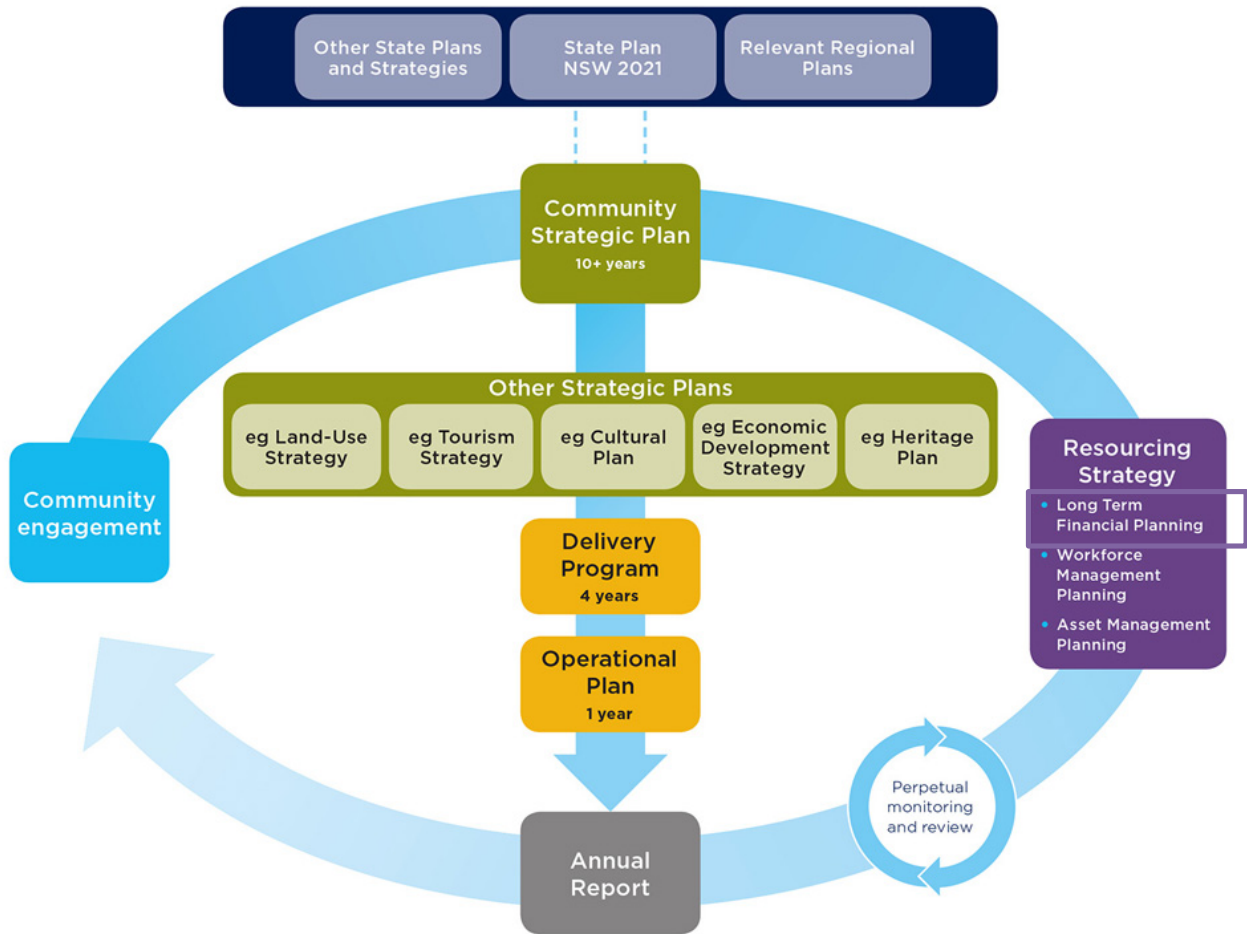 Other State Plans
and Strategies
State Plan
NSW 2021
Relevant Regional
Plans
Community
Strategic Plan
10+ years
Other Strategic Plans
eg Land-Use
Strategy
eg Tourism
Strategy
eg Cultural
Plan
eg Economic
Development
Strategy
eg Heritage
Plan
Community
engagement
Resourcing
Strategy
• Long Term
Financial Planning
• Workforce
Management
Planning
• Asset Management
Planning
Delivery
Program
4 years
Operational
Plan
1 year
Perpetual
monitoring
and review
Annual
Report